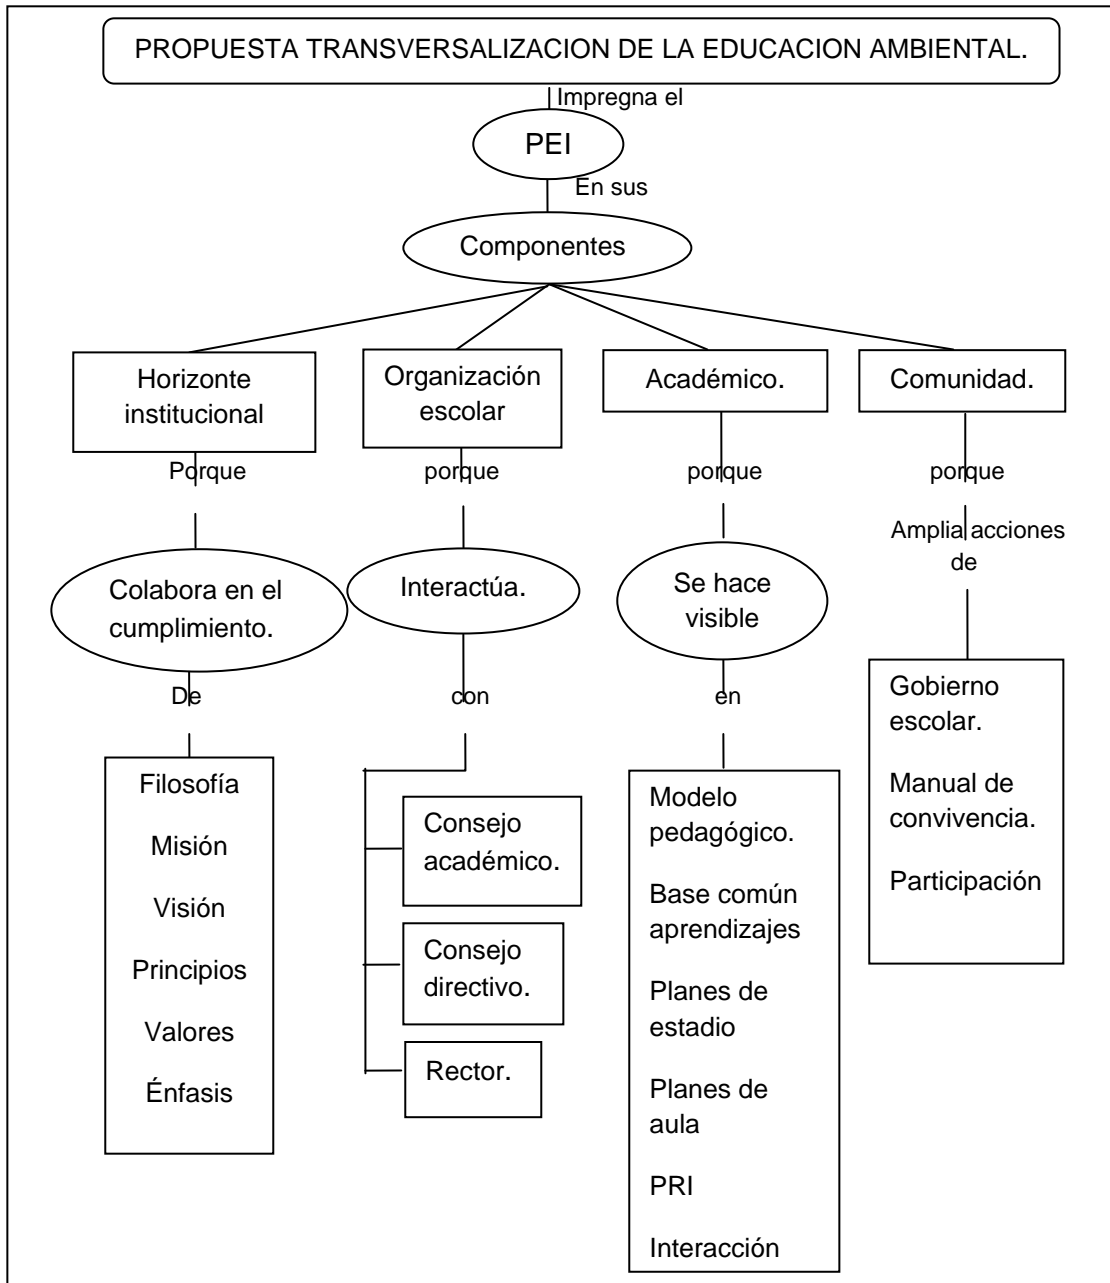 PROPUESTA TRANSVERSALIZACION DE LA EDUCACION AMBIENTAL.
Impregna el
PEI
En sus
Componentes
Horizonte
institucional
Organización
escolar
Académico.
Comunidad.
Porque
porque
porque
porque
Colabora en el
cumplimiento.
Interactúa.
Se hace
visible
Amplia acciones
de
De
con
en
Filosofía
Misión
Visión
Principios
Valores
Énfasis
Consejo
académico.
Consejo
directivo.
Rector.
Modelo
pedagógico.
Base común
aprendizajes
Planes de
estadio
Planes de
aula
PRI
Interacción
Gobierno
escolar.
Manual de
convivencia.
Participación